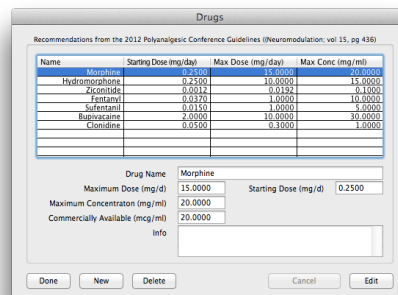 Drugs
Recommendations from the 2012 Polyanalgesic Conference Guidelines ((Neuromodulation; vol 15, pg 436)
Name Starting Dose (mg/day) Max Dose (mg/day) Max Conc (mg/ml)
Morphine 0.2500 15.0000 20.0000
Hydromorphone 0.2500 10.0000 15.0000
Ziconitide 0.0012 0.0192 0.1000
Fentanyl 0.0370 1.0000 10.0000
Sufentanil 0.0150 1.0000 5.0000
Bupivacaine 2.0000 10.0000 30.0000
Clonidine 0.0500 0.3000 1.0000
Drug Name Morphine
Maximum Dose (mg/d) 15.0000 Starting Dose (mg/d) 0.2500
Maximum Concentraton (mg/ml) 20.0000
Commercially Available (mcg/ml) 20.0000
Info
Done New Delete Cancel Edit